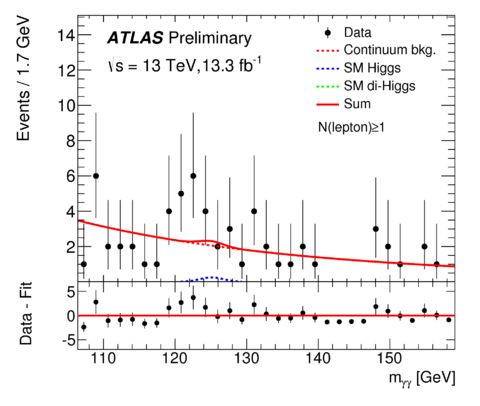 Events / 1.7 GeV
14
12
10
8
6
4
2
ATLAS Preliminary
√s = 13 TeV, 13.3 fb⁻¹
Data
Continuum bkg.
SM Higgs
SM di-Higgs
Sum
N(lepton)≥1
Data - Fit
5
0
-5
110
120
130
140
150
mγγ [GeV]